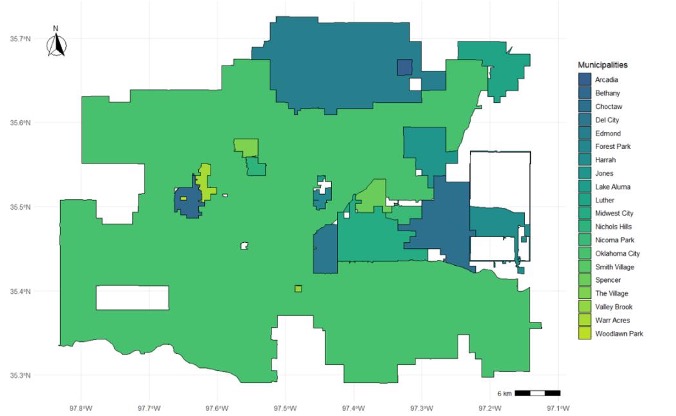 N
35.7°N
35.6°N
35.5°N
35.4°N
35.3°N
97.8°W
97.7°W
97.6°W
97.5°W
97.4°W
97.3°W
97.2°W
97.1°W
6 km
Municipalities
Arcadia
Bethany
Choctaw
Del City
Edmond
Forest Park
Harrah
Jones
Lake Aluma
Luther
Midwest City
Nichols Hills
Nicoma Park
Oklahoma City
Smith Village
Spencer
The Village
Valley Brook
Warr Acres
Woodlawn Park